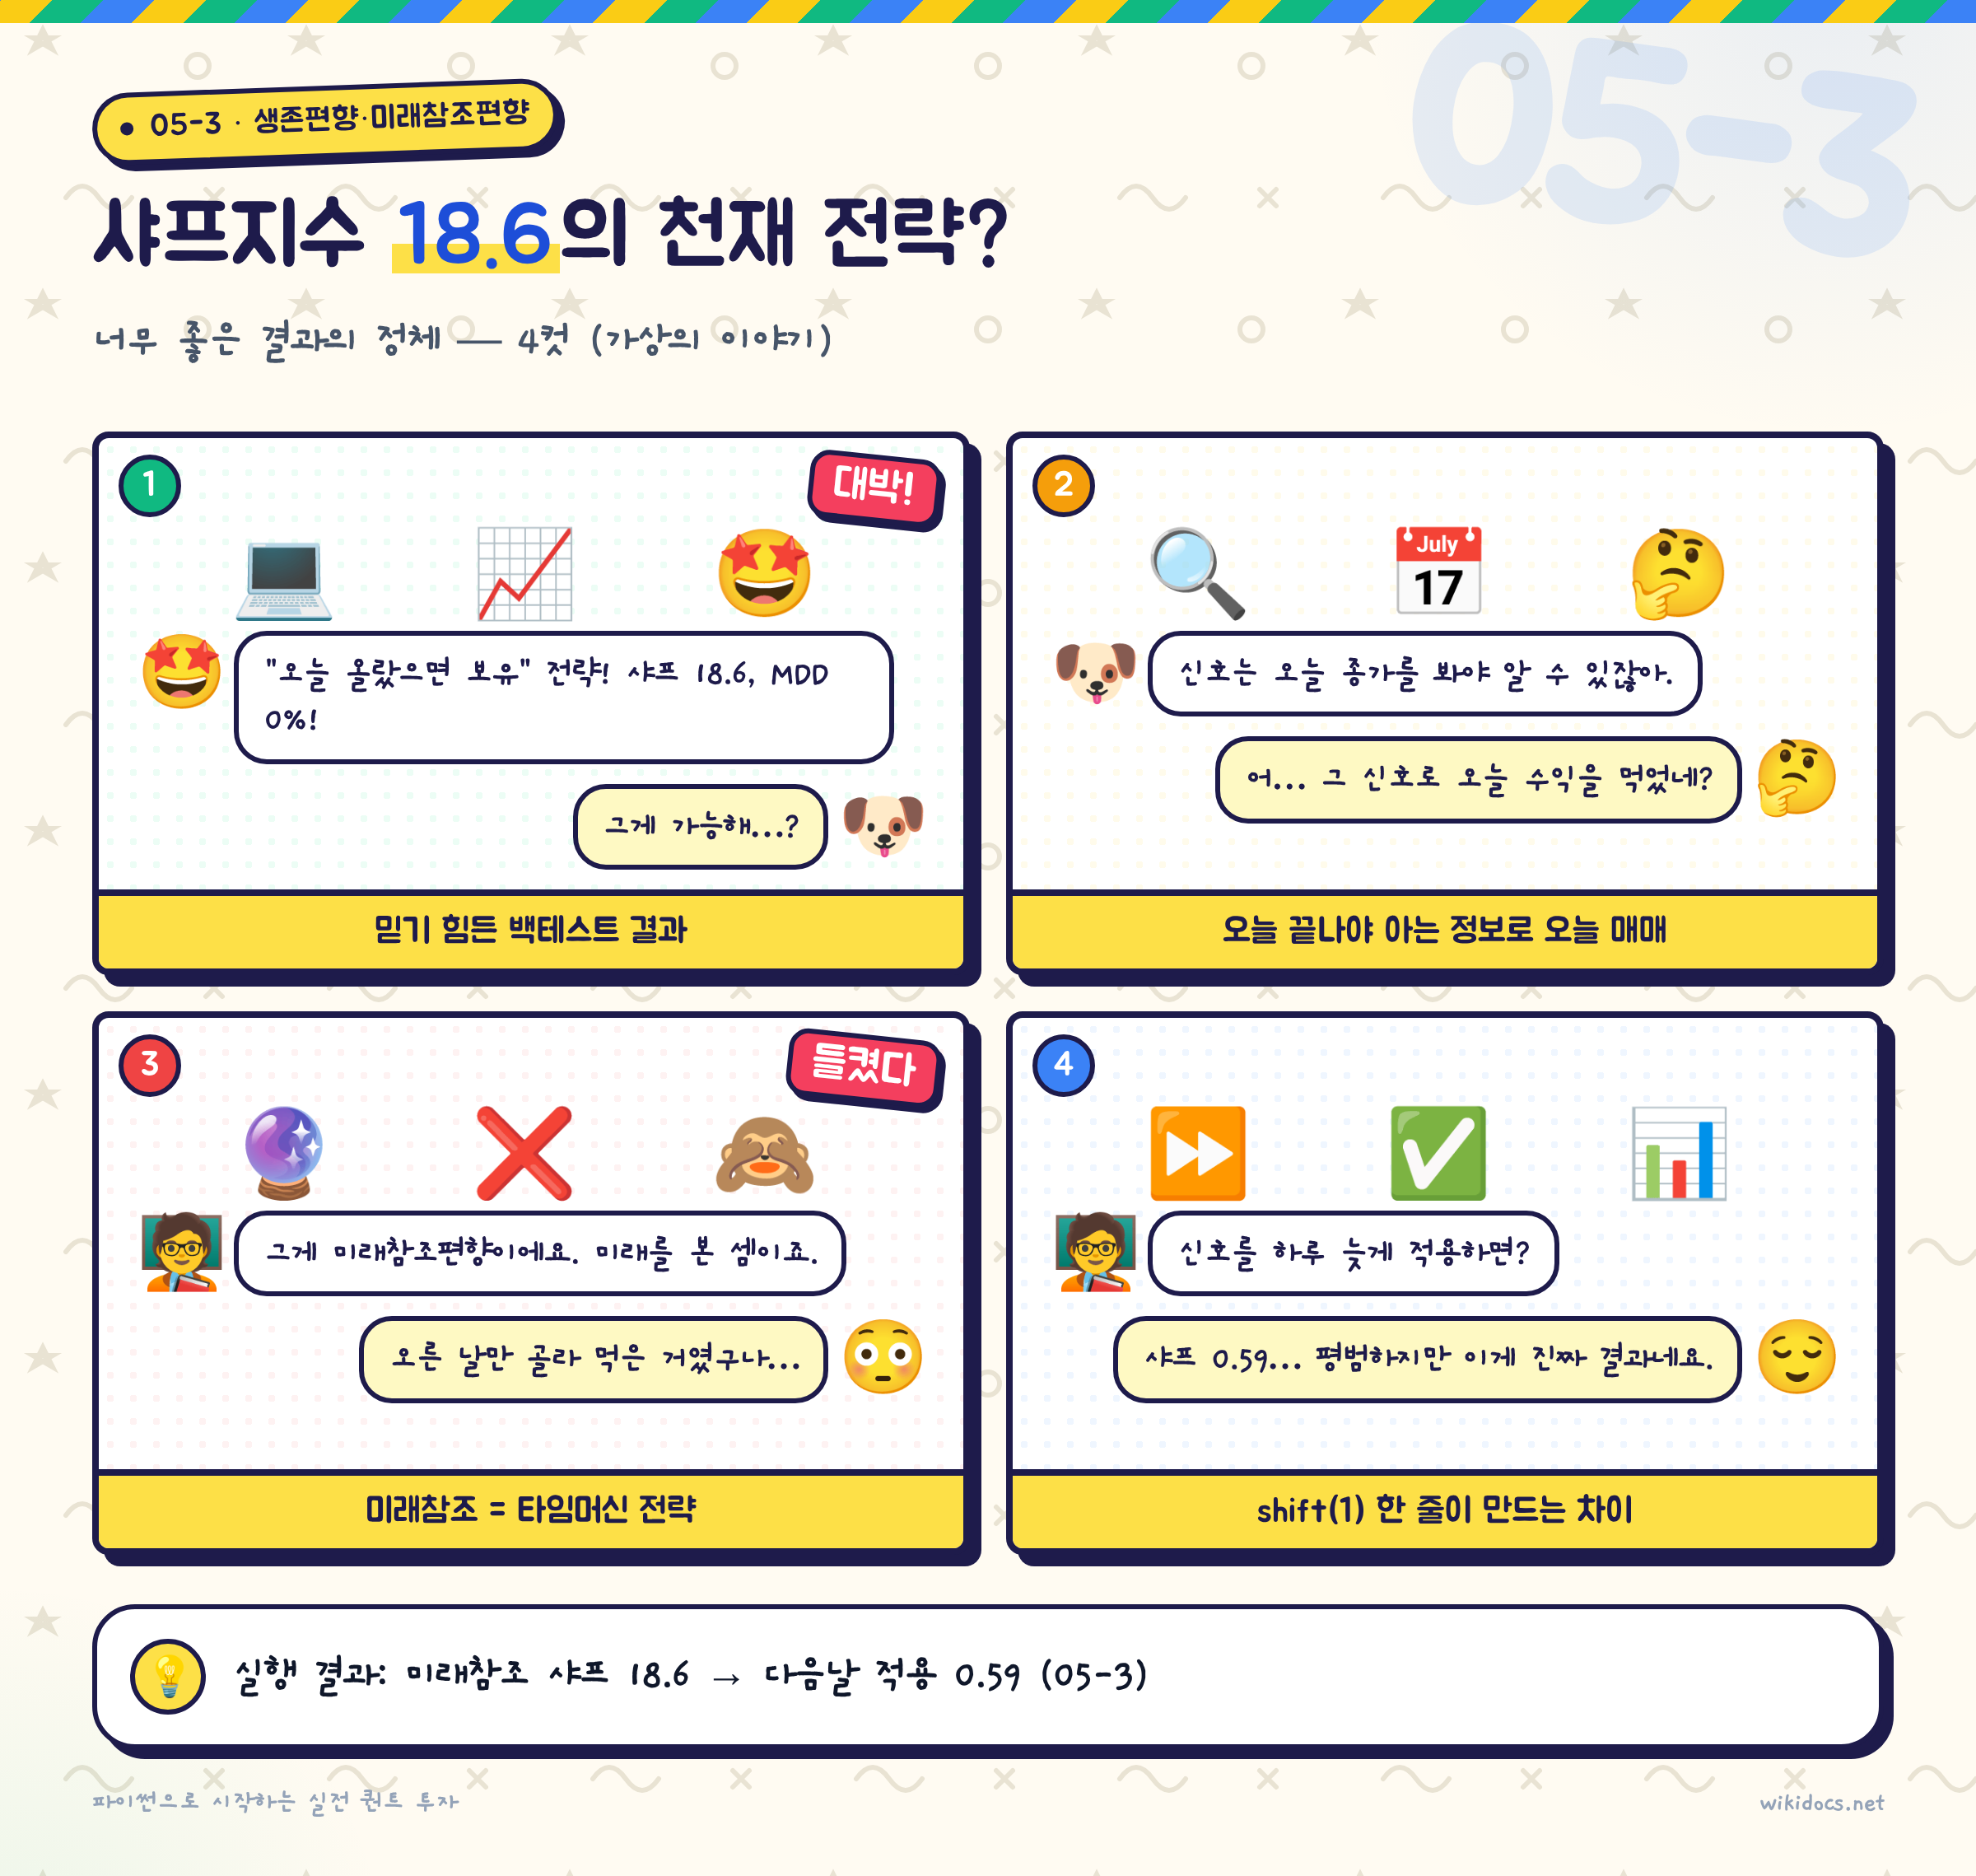 05-3
05-3 · 생존편향·미래참조편향
샤프지수 18.6의 천재 전략?
너무 좋은 결과의 정체 — 4컷 (가상의 이야기)
1
대박!
"오늘 올랐으면 보유" 전략! 샤프 18.6, MDD
0%!
그게 가능해...?
믿기 힘든 백테스트 결과
2
July
17
신호는 오늘 종가를 봐야 알 수 있잖아.
어... 그 신호로 오늘 수익을 먹었네?
오늘 끝나야 아는 정보로 오늘 매매
3
들켰다
그게 미래참조편향이에요. 미래를 본 셈이죠.
오른 날만 골라 먹은 거였구나...
미래참조 = 타임머신 전략
4
신호를 하루 늦게 적용하면?
샤프 0.59... 평범하지만 이게 진짜 결과네요.
shift(1) 한 줄이 만드는 차이
실행 결과: 미래참조 샤프 18.6 → 다음날 적용 0.59 (05-3)
파이썬으로 시작하는 실전 퀀트 투자
wikidocs.net